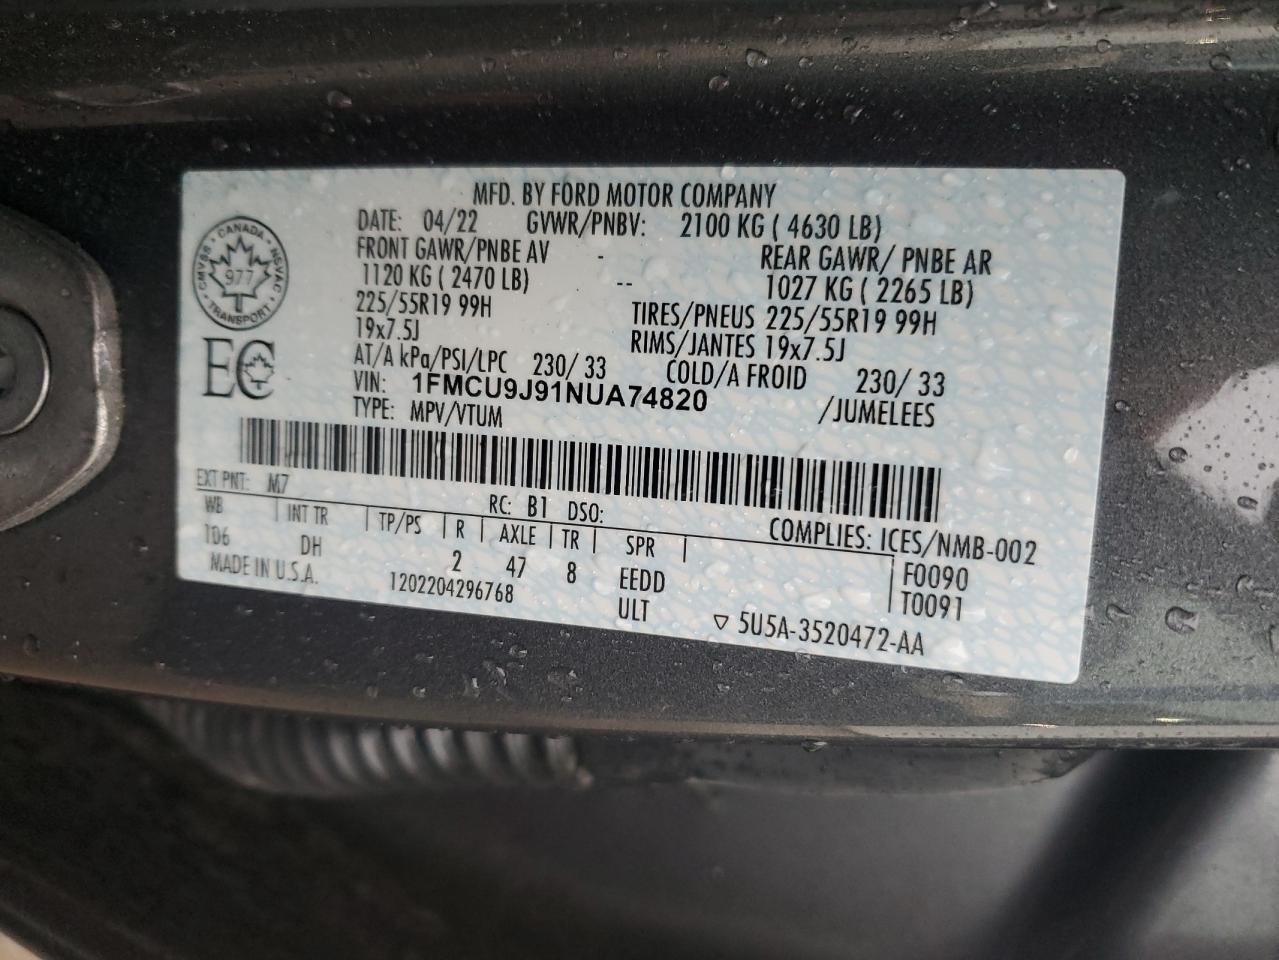 MFD. BY FORD MOTOR COMPANY
DATE: 04/22 GVWR/PNBV: 2100 KG ( 4630 LB)
FRONT GAWR/PNBE AV - REAR GAWR/ PNBE AR
1120 KG ( 2470 LB) -- 1027 KG ( 2265 LB)
225/55R19 99H TIRES/PNEUS 225/55R19 99H
19x7.5J RIMS/JANTES 19x7.5J
AT/A kPa/PSI/LPC 230/ 33 COLD/A FROID 230/ 33
VIN: 1FMCU9J91NUA74820 /JUMELEES
TYPE: MPV/VTUM
CANADA
CMVSS 977 NSVAC
TRANSPORT
EC
EXT PNT: M7 RC: B1 DSO:
COMPLIES: ICES/NMB-002
WB | INT TR | TP/PS | R | AXLE | TR | SPR |
106 DH 2 47 8 EEDD F0090
MADE IN U.S.A. 1202204296768 ULT T0091
▽ 5U5A-3520472-AA